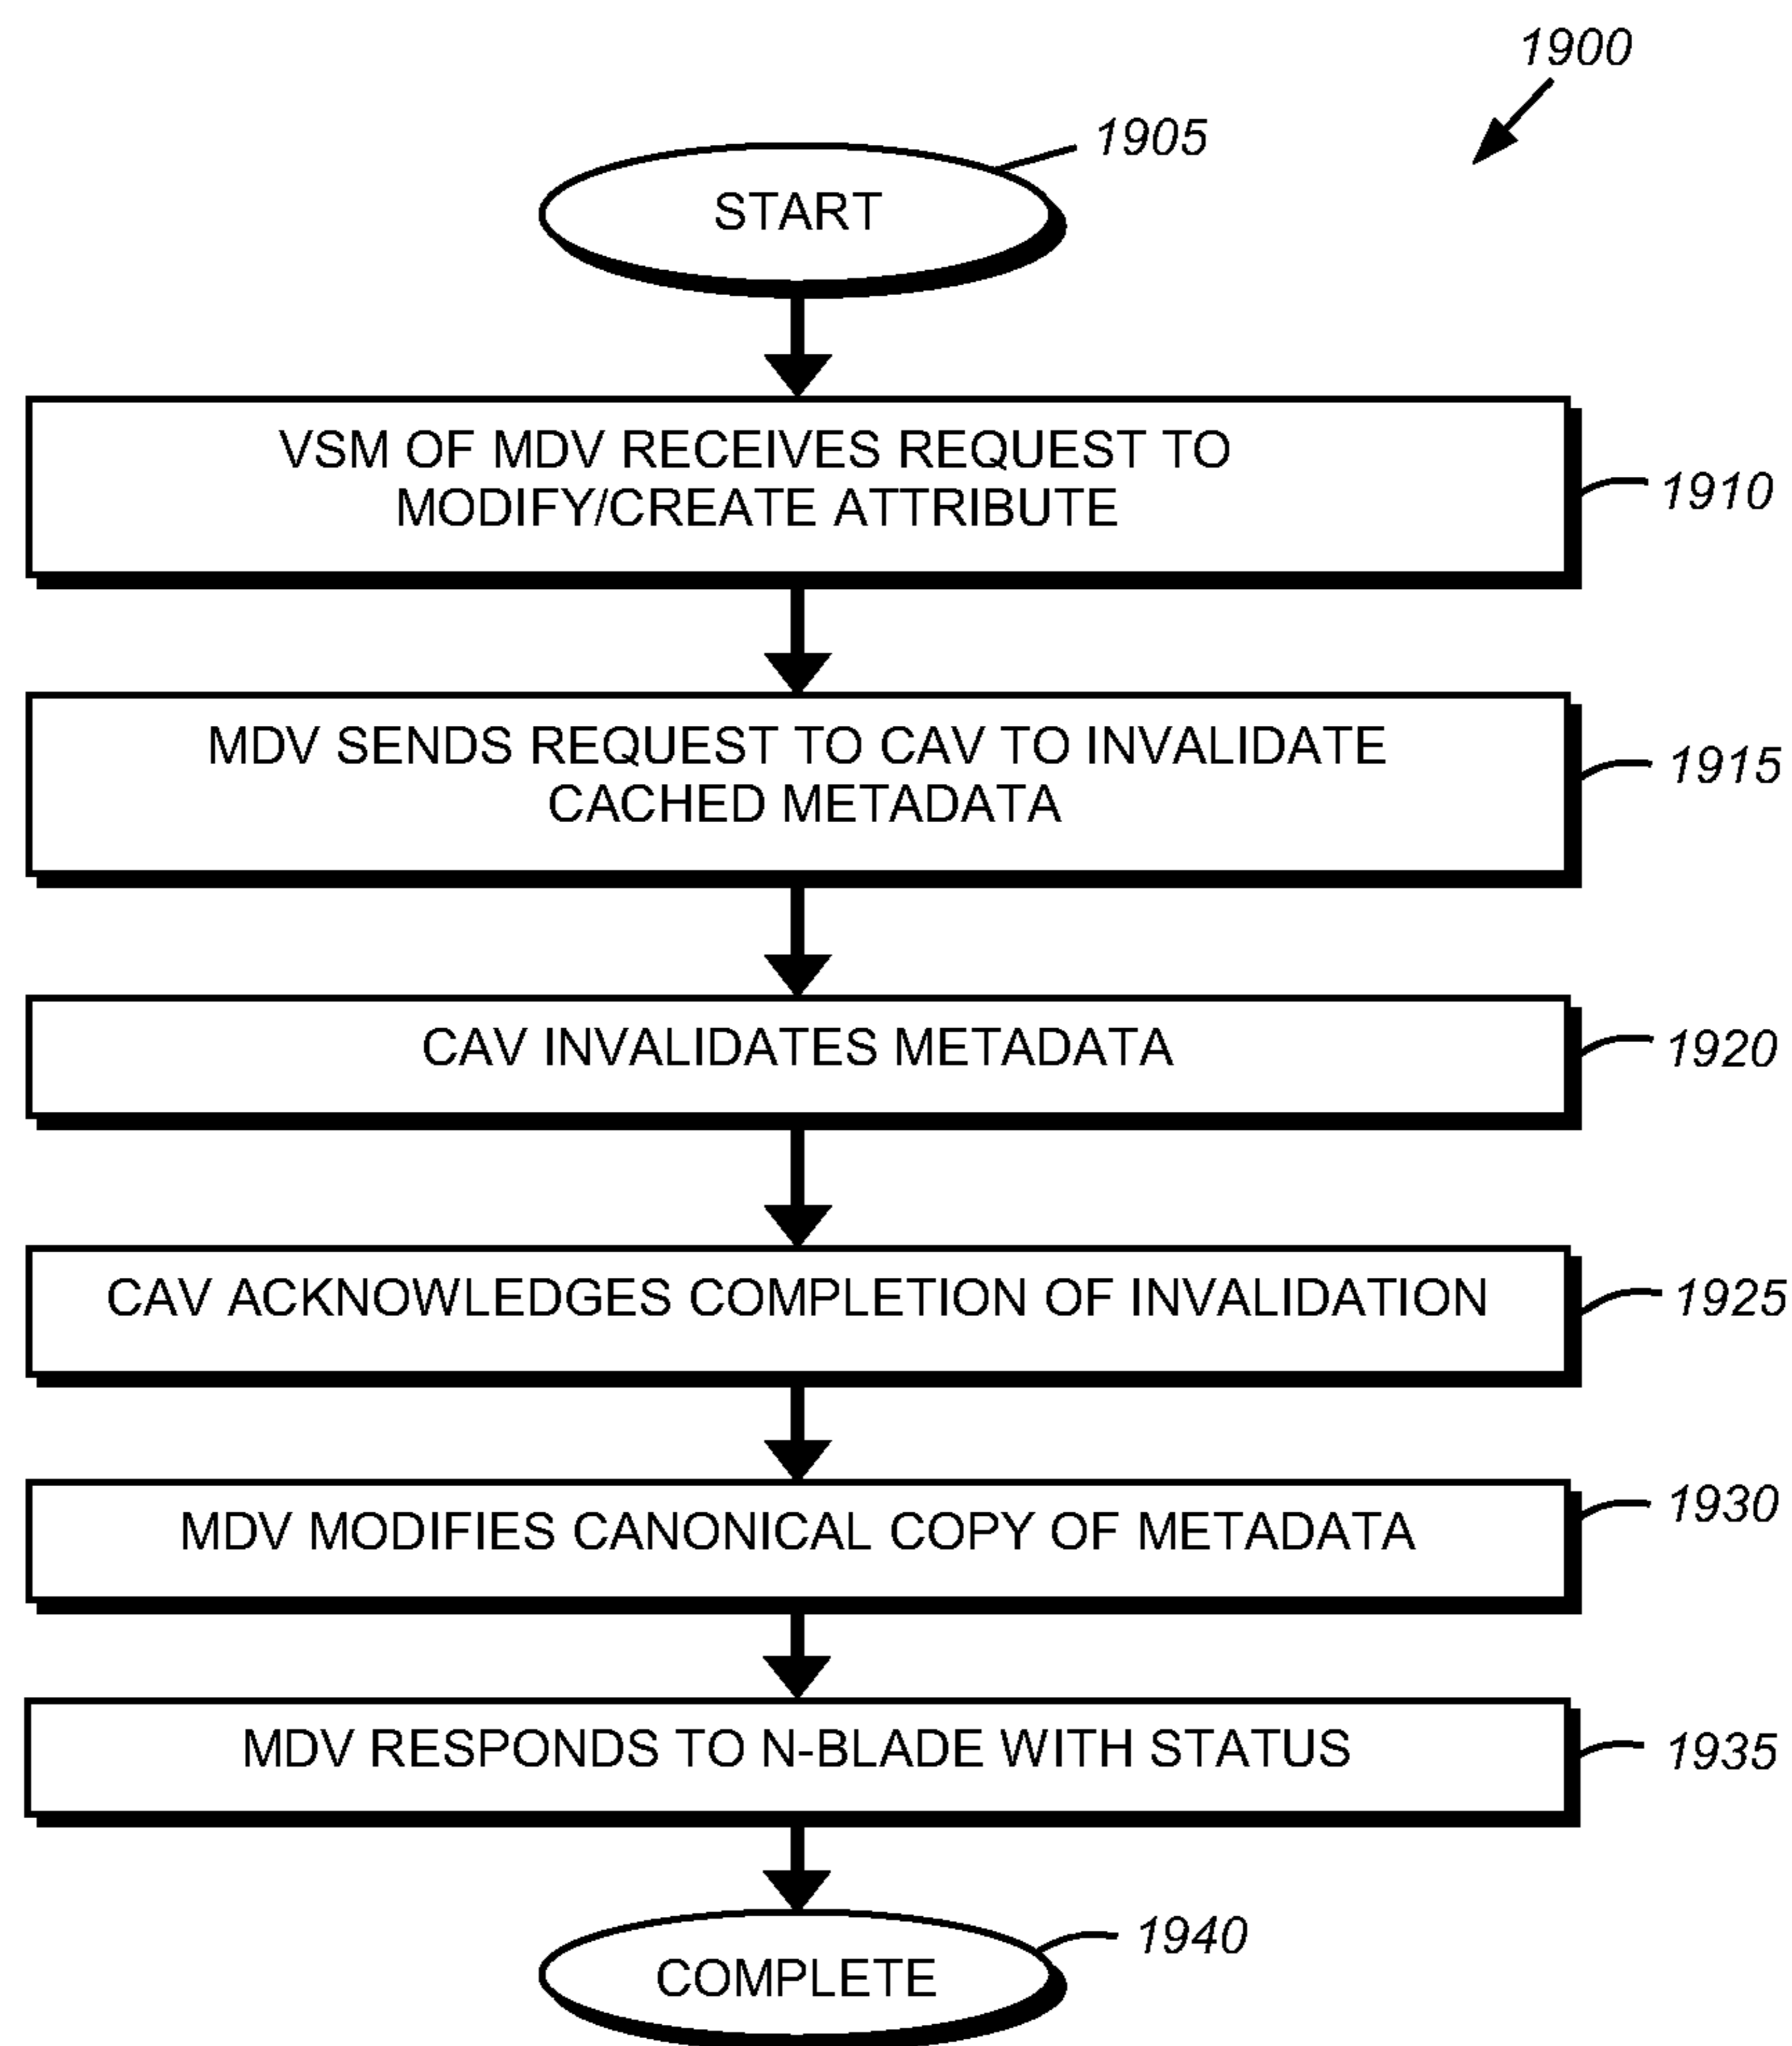 1900
1905
START
VSM OF MDV RECEIVES REQUEST TO
MODIFY/CREATE ATTRIBUTE
1910
MDV SENDS REQUEST TO CAV TO INVALIDATE
CACHED METADATA
1915
CAV INVALIDATES METADATA
1920
CAV ACKNOWLEDGES COMPLETION OF INVALIDATION
1925
MDV MODIFIES CANONICAL COPY OF METADATA
1930
MDV RESPONDS TO N-BLADE WITH STATUS
1935
1940
COMPLETE